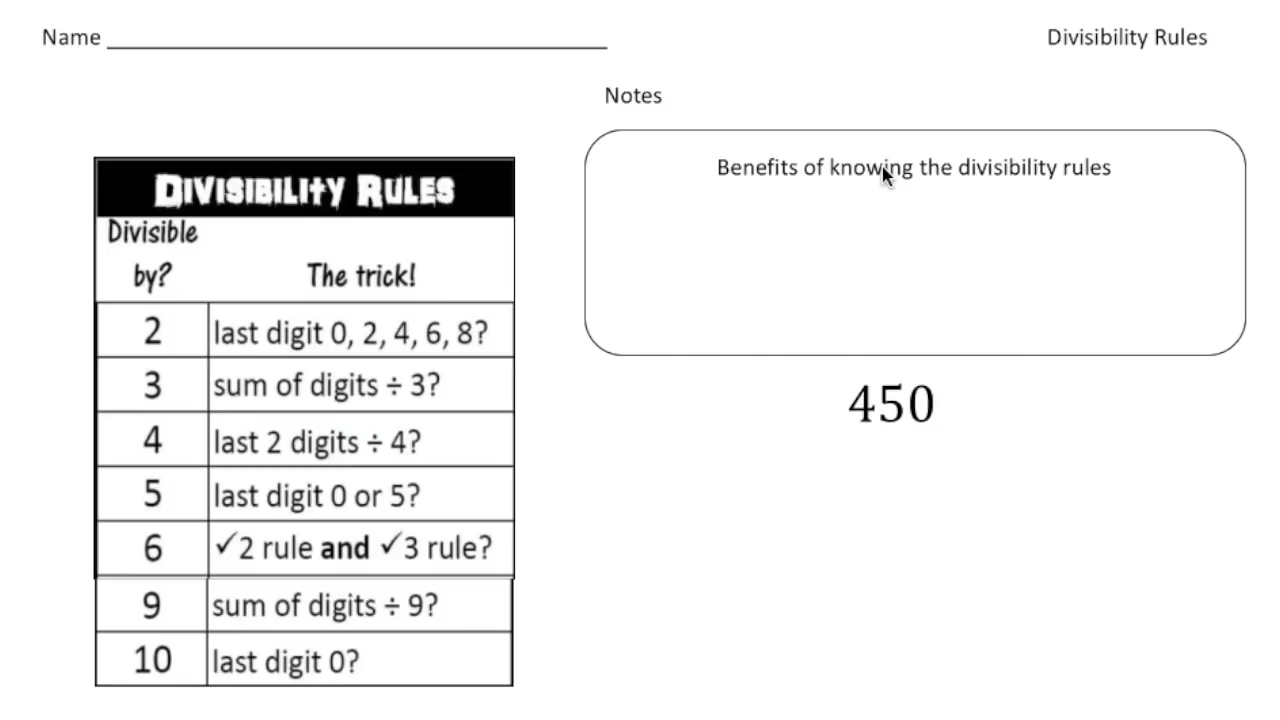 Name
Divisibility Rules
Notes
Benefits of knowing the divisibility rules
450
DIVISIBILITY RULES
Divisible
by? The trick!
2 last digit 0, 2, 4, 6, 8?
3 sum of digits ÷ 3?
4 last 2 digits ÷ 4?
5 last digit 0 or 5?
6 ✓2 rule and ✓3 rule?
9 sum of digits ÷ 9?
10 last digit 0?